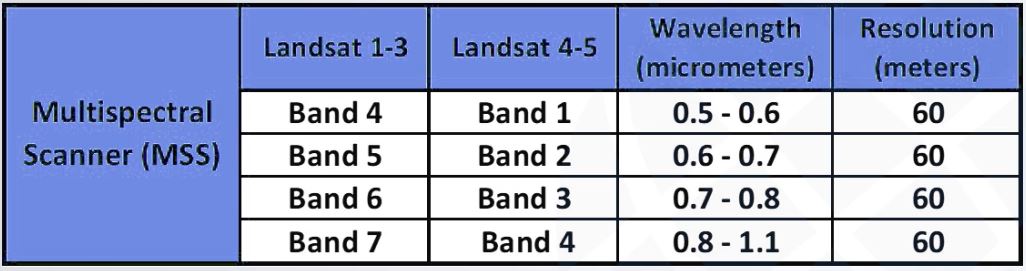 Multispectral
Scanner (MSS)
Landsat 1-3 Landsat 4-5 Wavelength (micrometers) Resolution (meters)
Band 4 Band 1 0.5 - 0.6 60
Band 5 Band 2 0.6 - 0.7 60
Band 6 Band 3 0.7 - 0.8 60
Band 7 Band 4 0.8 - 1.1 60